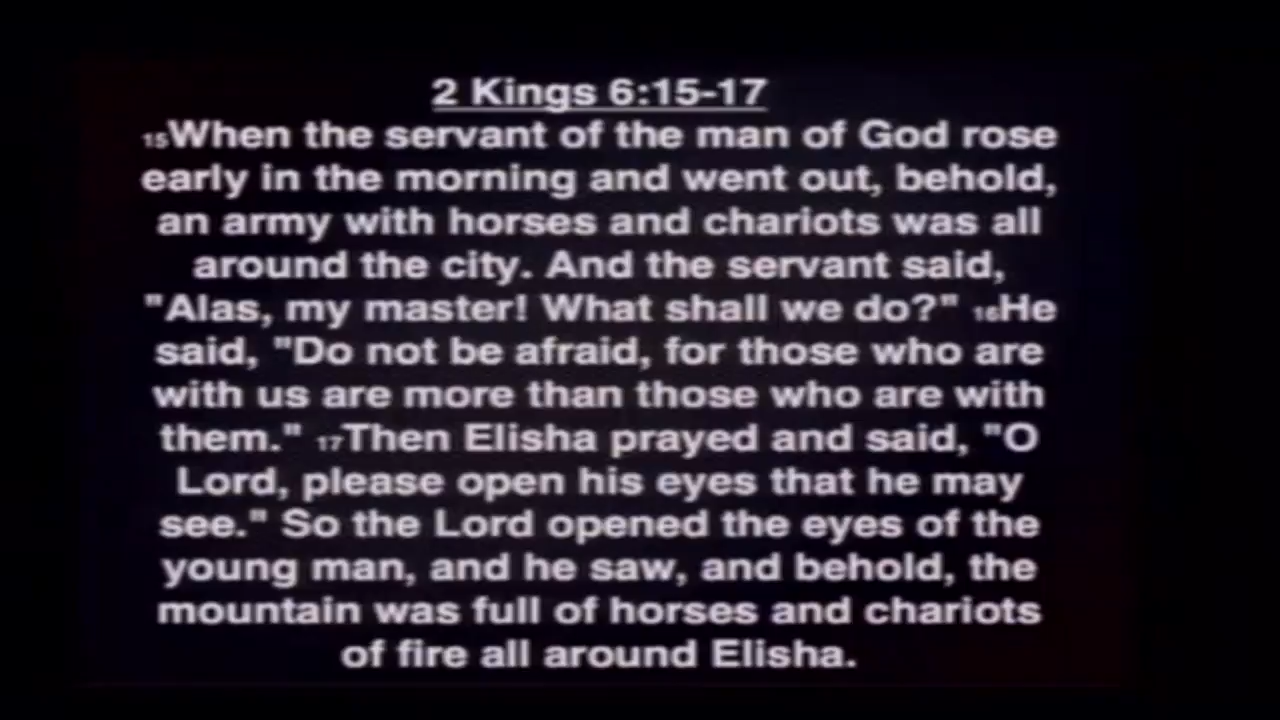 2 Kings 6:15-17
15When the servant of the man of God rose
early in the morning and went out, behold,
an army with horses and chariots was all
around the city. And the servant said,
"Alas, my master! What shall we do?" 16He
said, "Do not be afraid, for those who are
with us are more than those who are with
them." 17Then Elisha prayed and said, "O
Lord, please open his eyes that he may
see." So the Lord opened the eyes of the
young man, and he saw, and behold, the
mountain was full of horses and chariots
of fire all around Elisha.